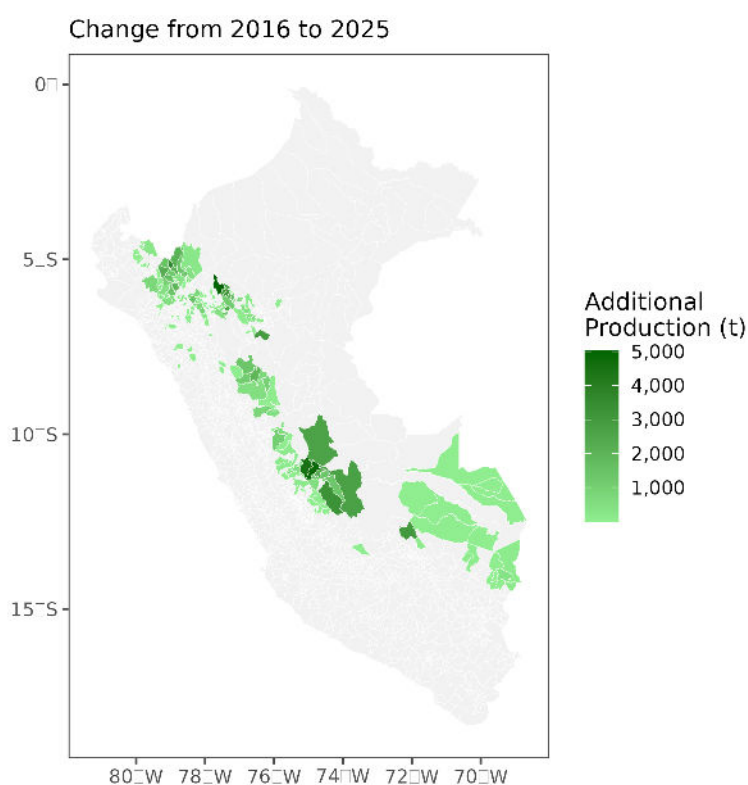 Change from 2016 to 2025
0□
5‾S
10‾S
15‾S
80□W
78□W
76□W
74□W
72□W
70□W
Additional
Production (t)
5,000
4,000
3,000
2,000
1,000